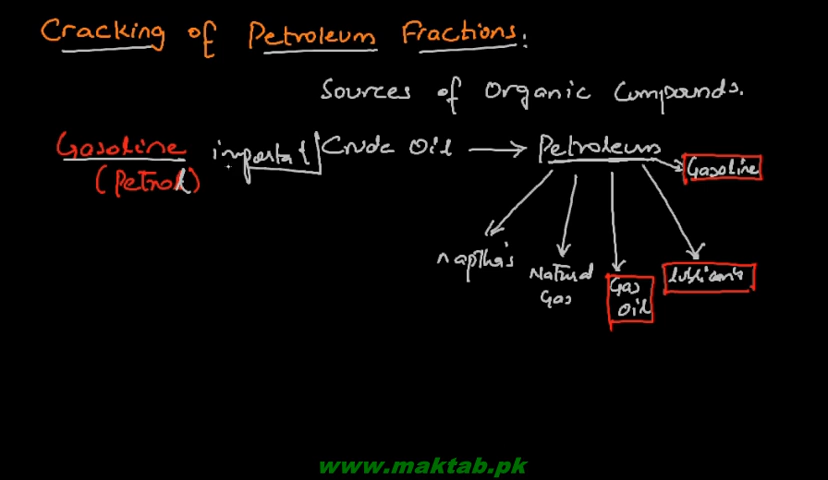 Cracking of Petroleum Fractions:
Sources of Organic Compounds.
Gasoline important Crude Oil → Petroleum
(Petrol)
Gasoline
Naptha's
Natural
Gas
Gas
Oil
Lubricants
www.maktab.pk